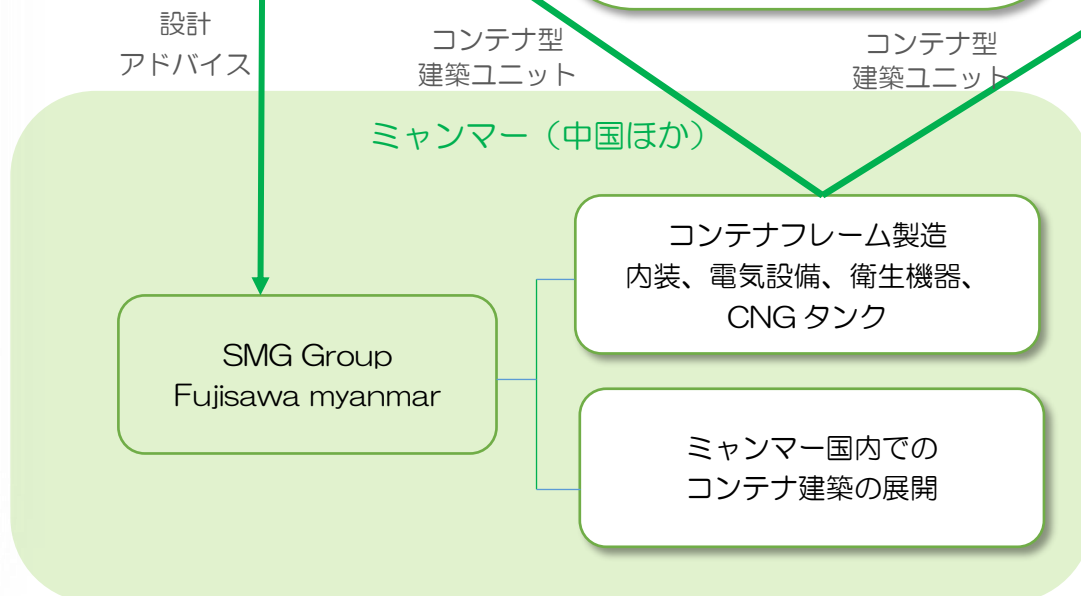 設計
アドバイス
コンテナ型
建築ユニット
コンテナ型
建築ユニット
ミャンマー（中国ほか）
コンテナフレーム製造
内装、電気設備、衛生機器、
CNG タンク
SMG Group
Fujisawa myanmar
ミャンマー国内での
コンテナ建築の展開